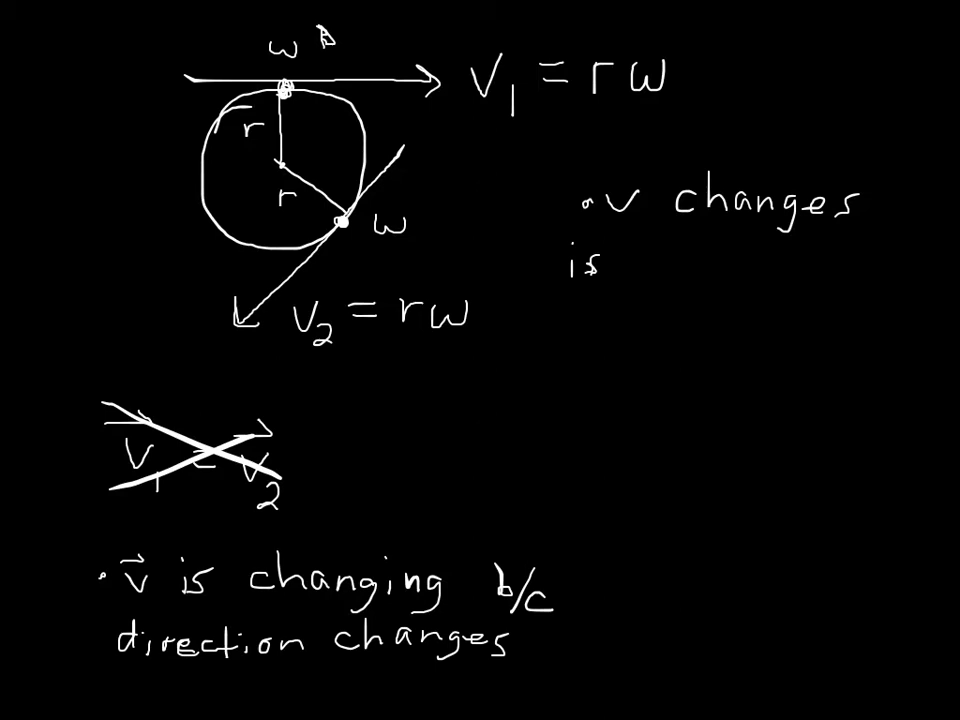 ω
V₁ = rω
r
r
ω
• v changes
is
V₂ = rω
V₁ = V₂
• v⃗ is changing b/c
direction changes